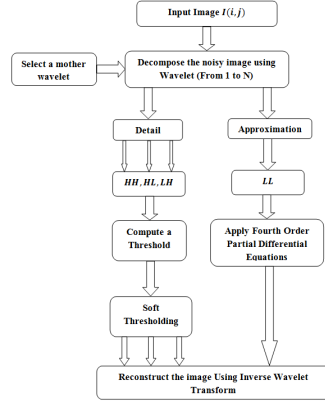 Input Image I(i,j)
Select a mother
wavelet
Decompose the noisy image using
Wavelet (From 1 to N)
Detail
Approximation
HH,HL,LH
LL
Compute a
Threshold
Apply Fourth Order
Partial Differential
Equations
Soft
Thresholding
Reconstruct the image Using Inverse Wavelet
Transform